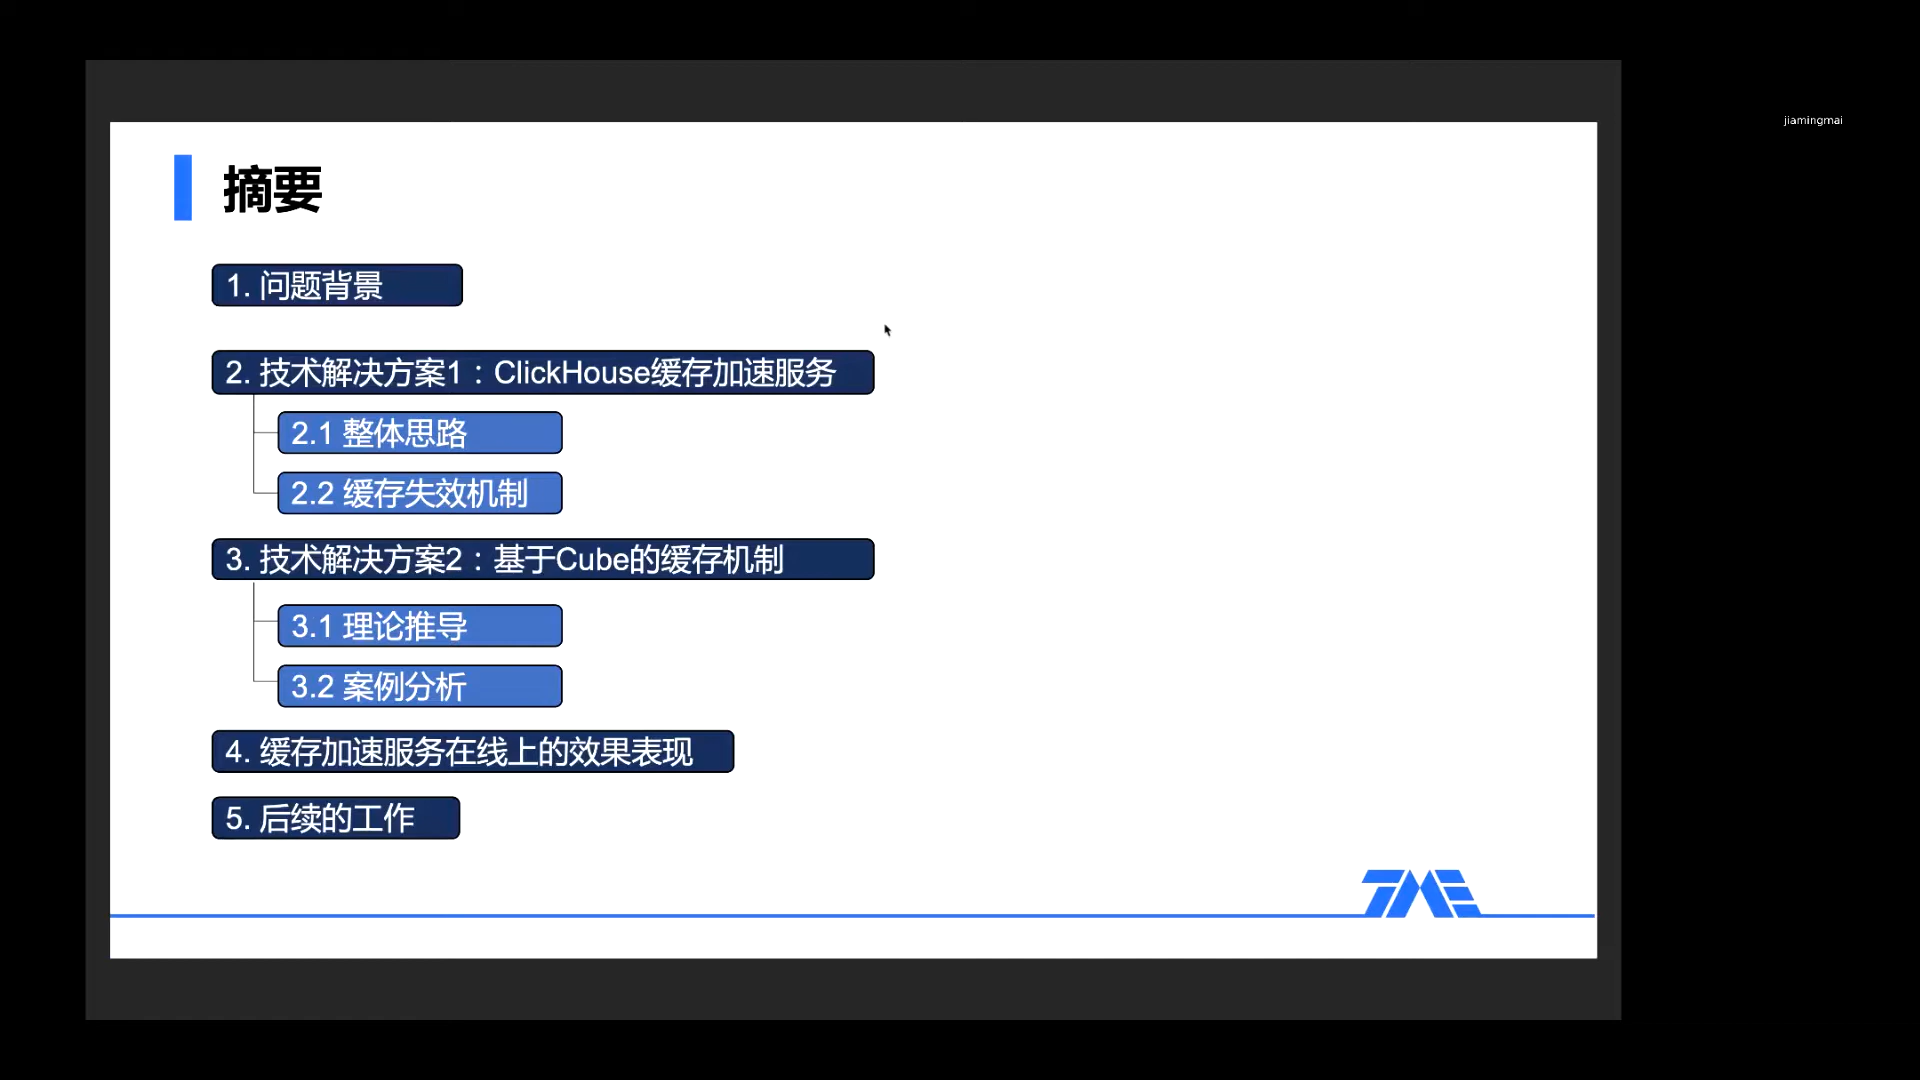 jiamingmai
摘要
1. 问题背景
2. 技术解决方案1：ClickHouse缓存加速服务
2.1 整体思路
2.2 缓存失效机制
3. 技术解决方案2：基于Cube的缓存机制
3.1 理论推导
3.2 案例分析
4. 缓存加速服务在线上的效果表现
5. 后续的工作